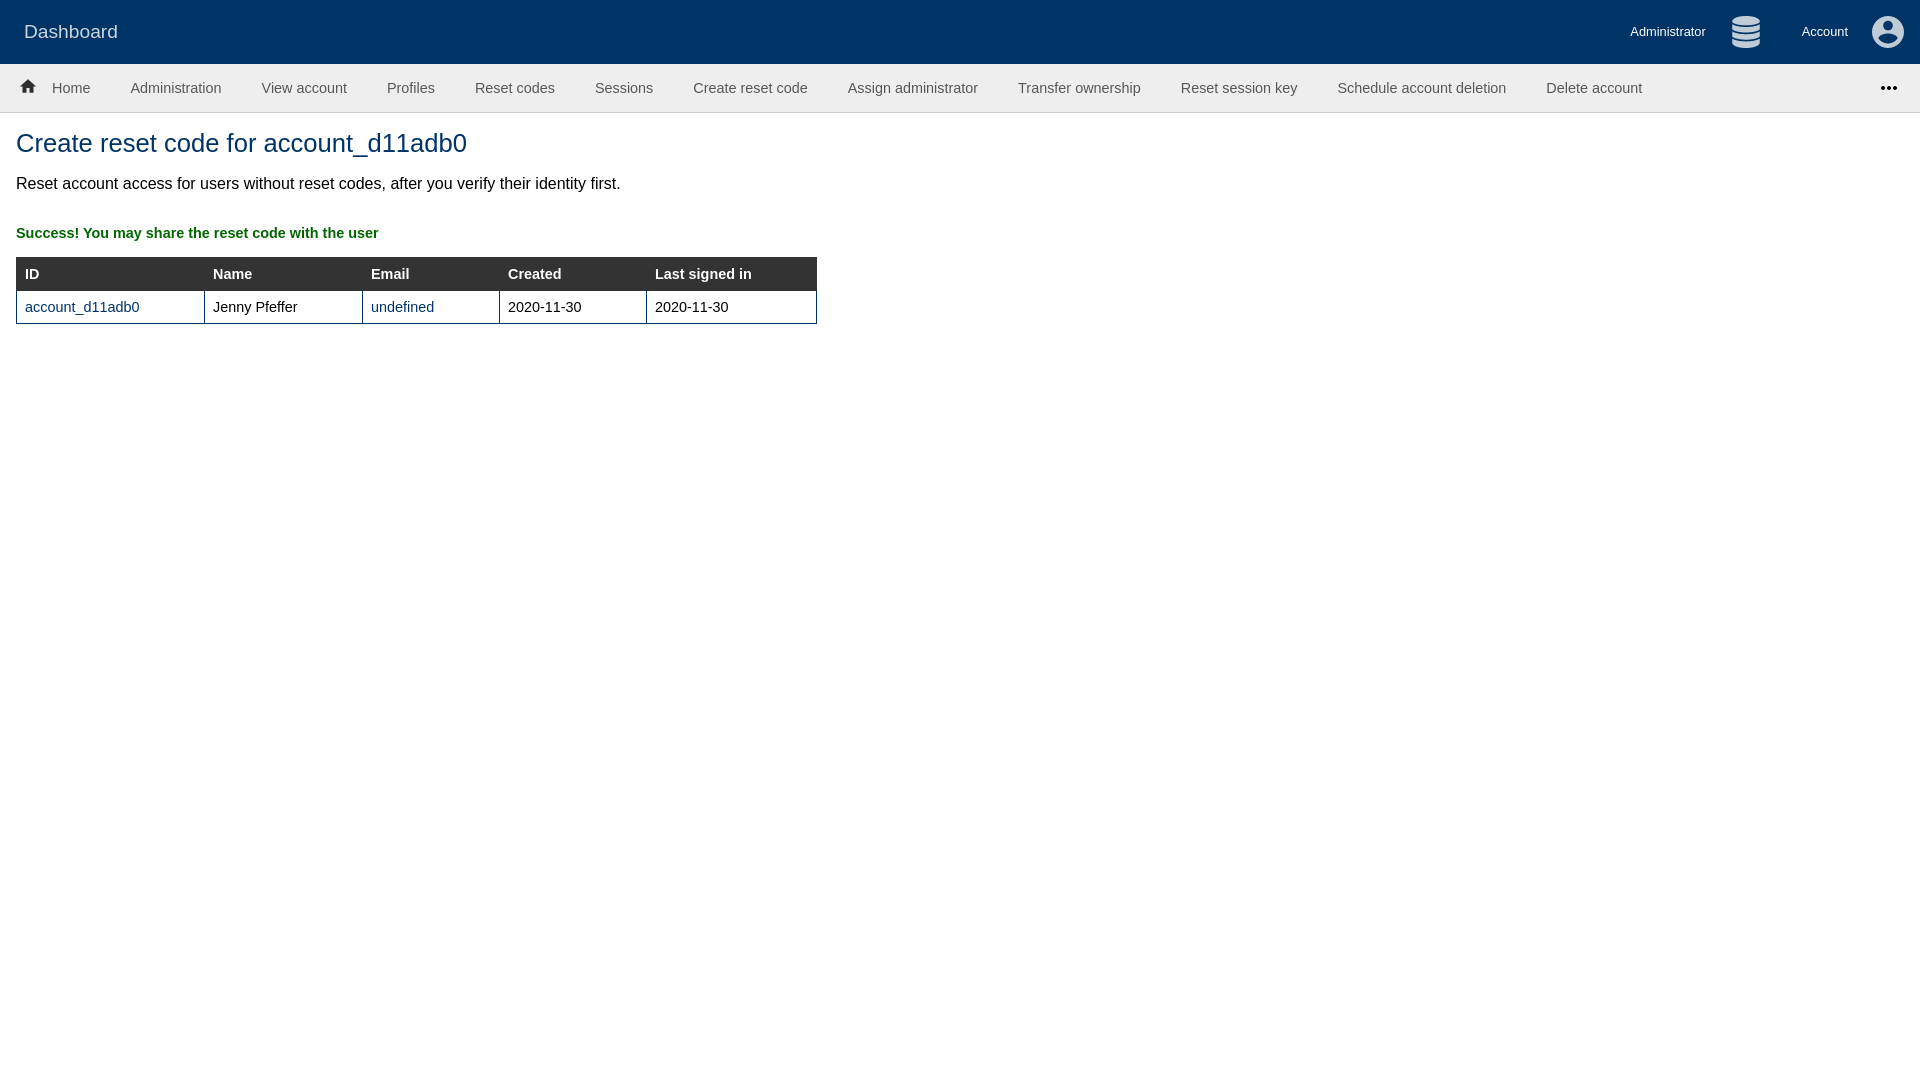 Dashboard
Administrator
Account
Home Administration View account Profiles Reset codes Sessions Create reset code Assign administrator Transfer ownership Reset session key Schedule account deletion Delete account
Create reset code for account_d11adb0
Reset account access for users without reset codes, after you verify their identity first.
Success! You may share the reset code with the user
ID Name Email Created Last signed in
account_d11adb0 Jenny Pfeffer undefined 2020-11-30 2020-11-30